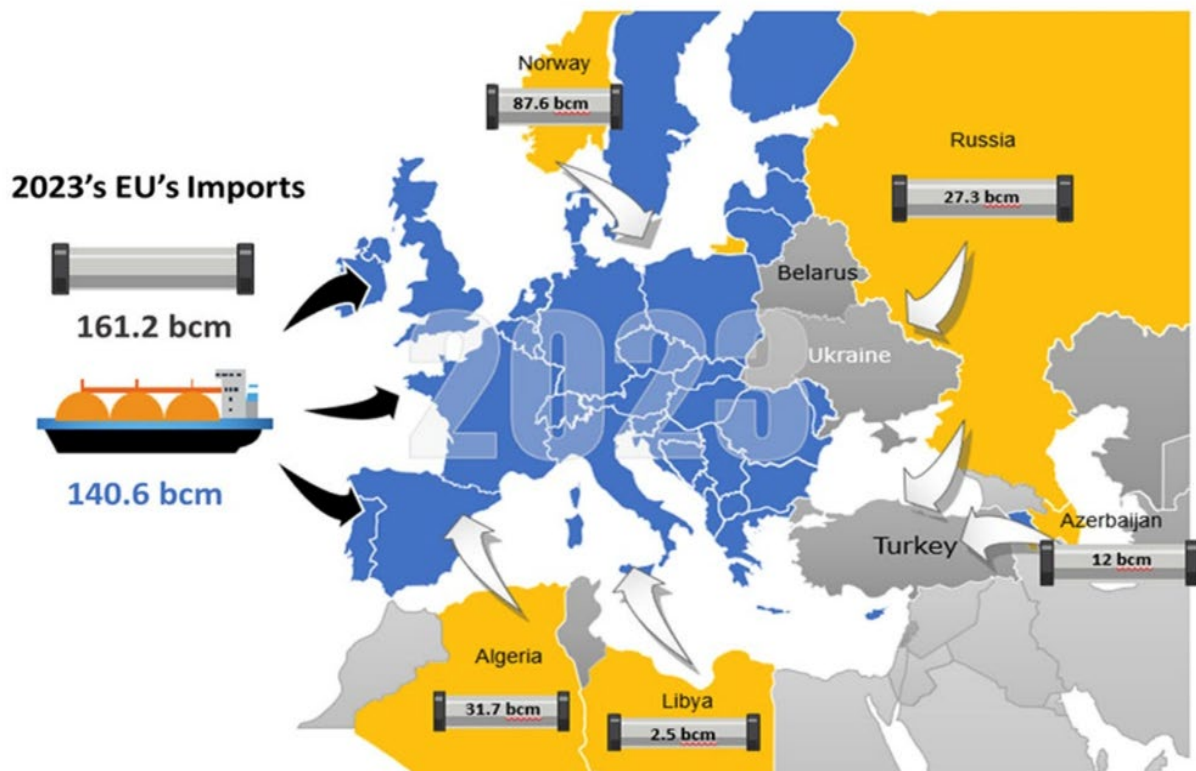 Norway
87.6 bcm
Russia
27.3 bcm
2023's EU's Imports
161.2 bcm
140.6 bcm
Belarus
Ukraine
2023
Azerbaijan
12 bcm
Turkey
Algeria
31.7 bcm
Libya
2.5 bcm